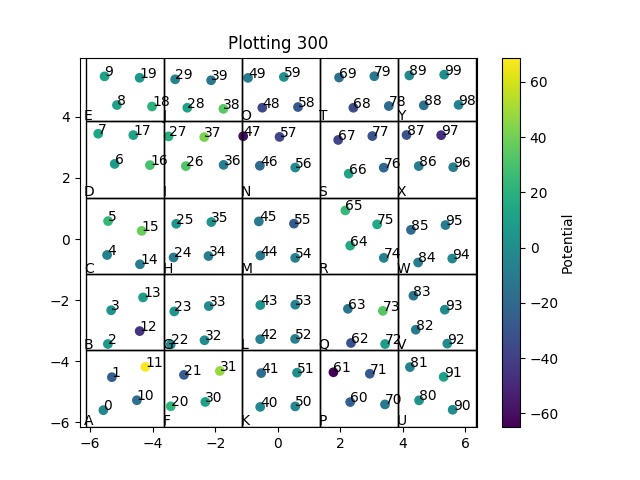 Plotting 300
9 19 29 39 49 59 69 79 89 99
8 18 28 38 48 58 68 78 88 98
E J O T Y
7 17 27 37 47 57 67 77 87 97
6 16 26 36 46 56 66 76 86 96
D I N S X
5 15 25 35 45 55 65 75 85 95
4 14 24 34 44 54 64 74 84 94
C H M R W
3 13 23 33 43 53 63 73 83 93
2 12 22 32 42 52 62 72 82 92
B G L Q V
1 11 21 31 41 51 61 71 81 91
0 10 20 30 40 50 60 70 80 90
A F K P U
4
2
0
−2
−4
−6
−6 −4 −2 0 2 4 6
60
40
20
0
−20
−40
−60
Potential